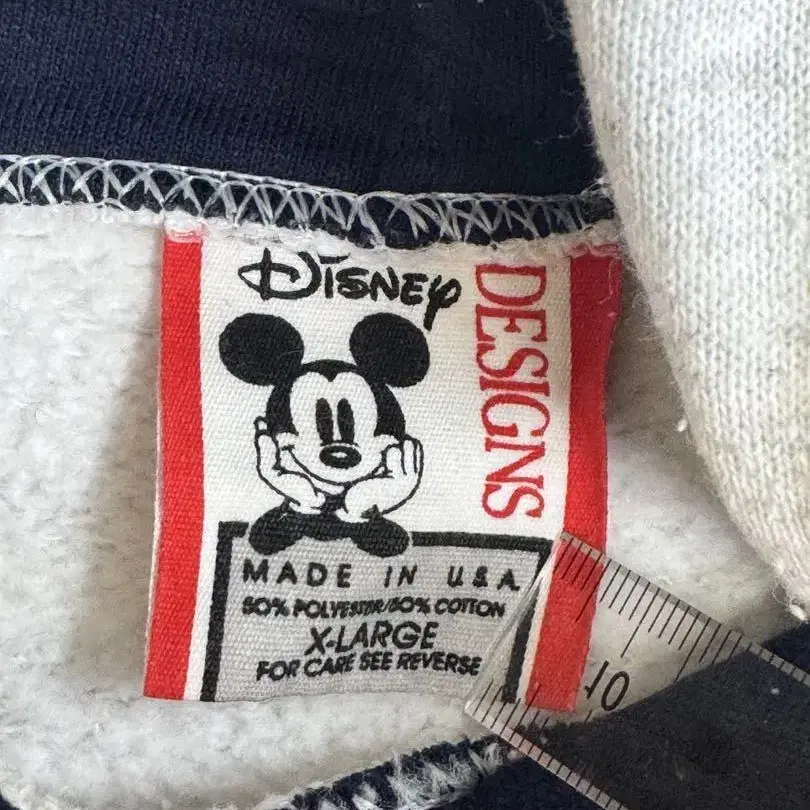 DISNEY
DESIGNS
MADE IN U.S.A.
50% POLYESTER/50% COTTON
X-LARGE
FOR CARE SEE REVERSE
10